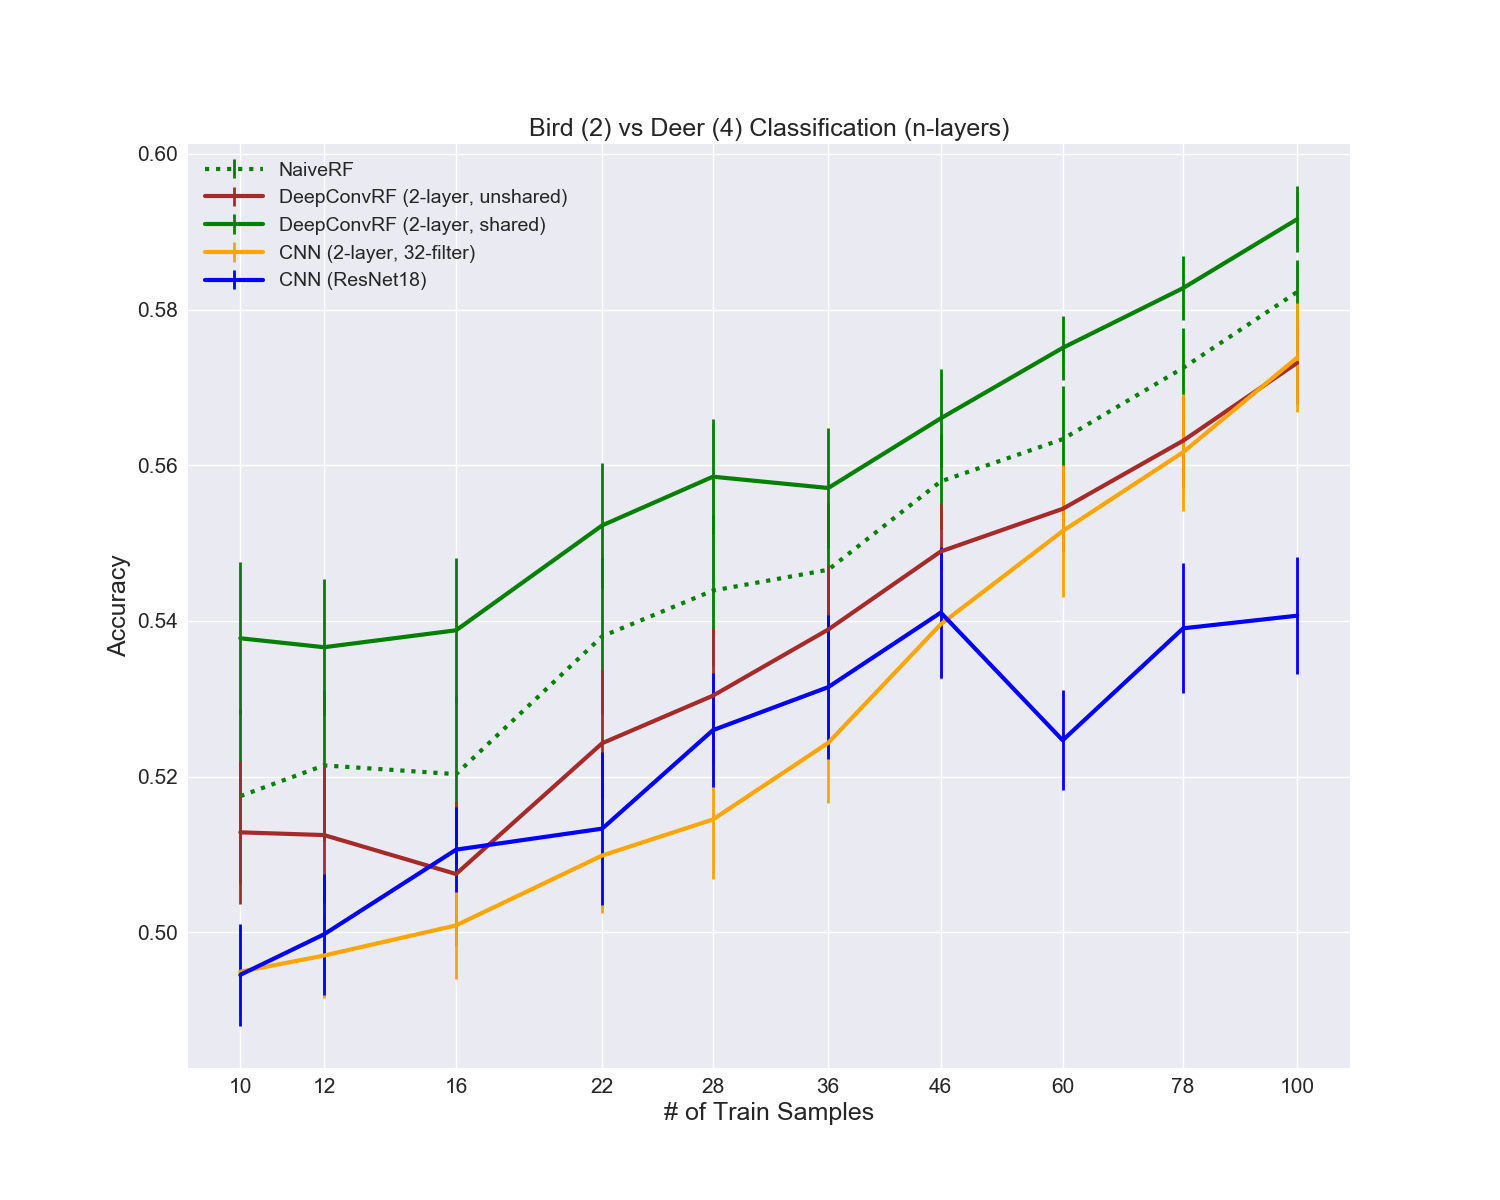 Bird (2) vs Deer (4) Classification (n-layers)
NaiveRF
DeepConvRF (2-layer, unshared)
DeepConvRF (2-layer, shared)
CNN (2-layer, 32-filter)
CNN (ResNet18)
Accuracy
0.60
0.58
0.56
0.54
0.52
0.50
10 12 16 22 28 36 46 60 78 100
# of Train Samples